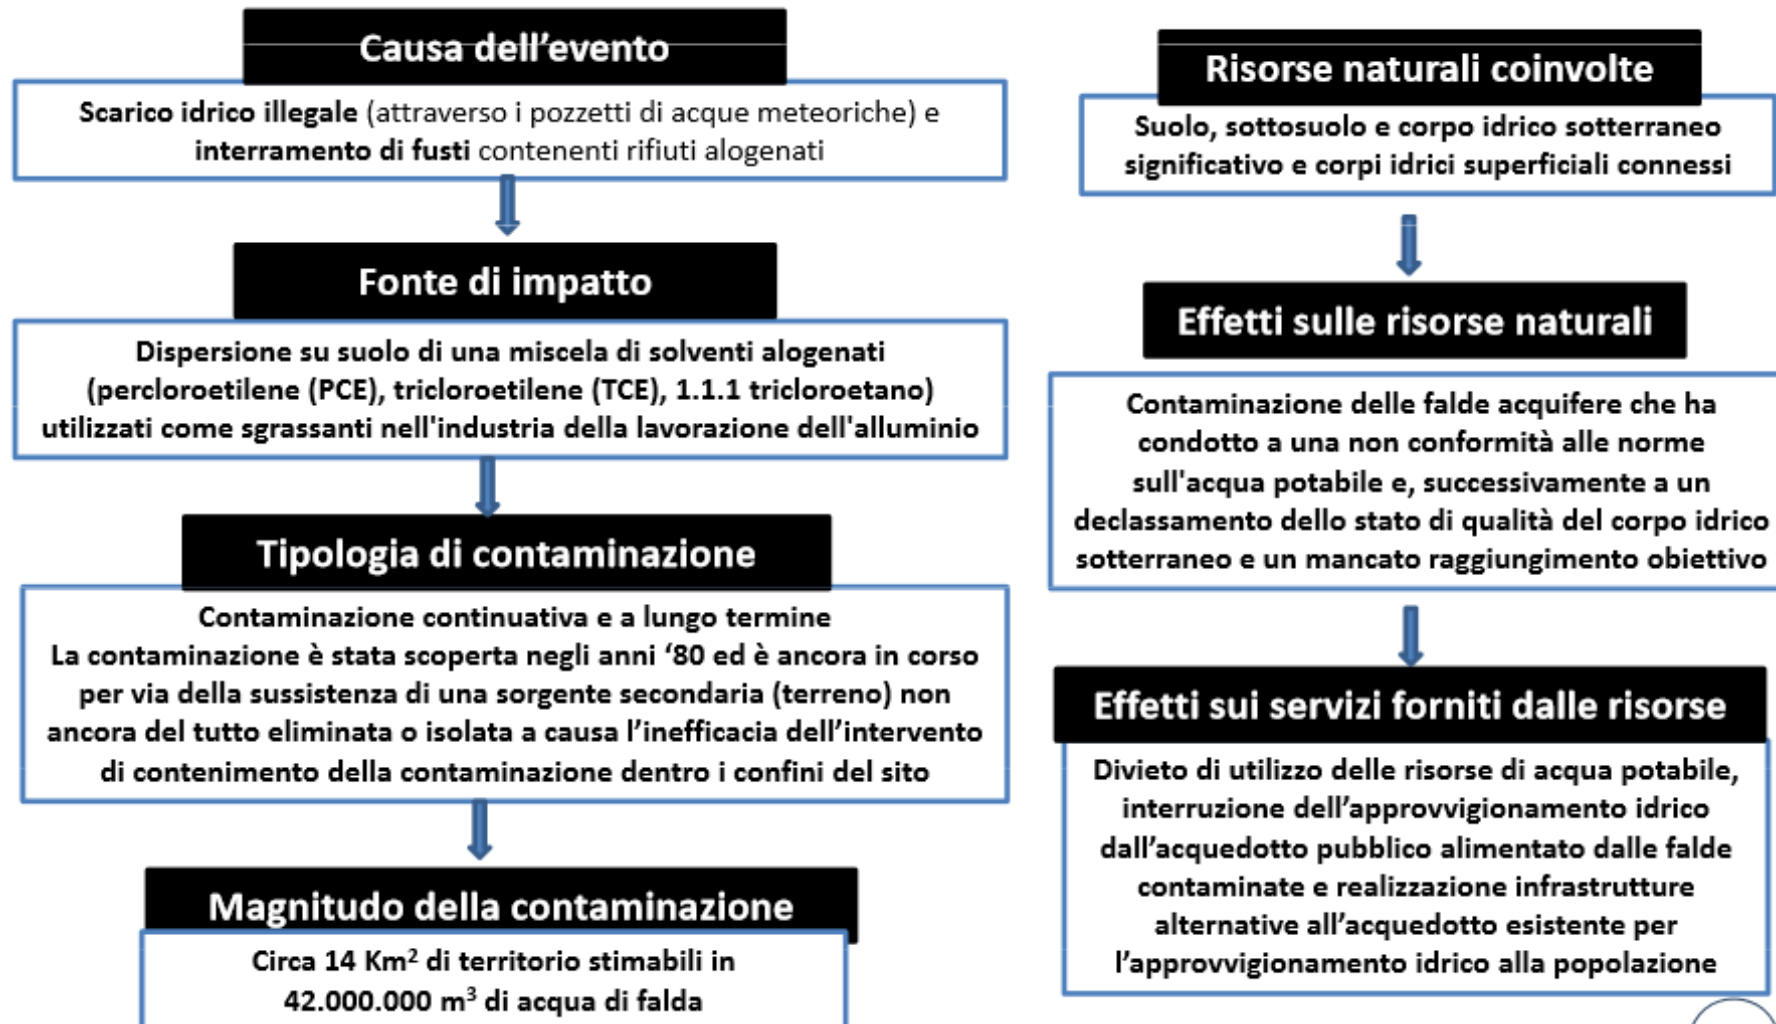 Causa dell’evento
Scarico idrico illegale (attraverso i pozzetti di acque meteoriche) e
interramento di fusti contenenti rifiuti alogenati
Fonte di impatto
Dispersione su suolo di una miscela di solventi alogenati
(percloroetilene (PCE), tricloroetilene (TCE), 1.1.1 tricloroetano)
utilizzati come sgrassanti nell'industria della lavorazione dell'alluminio
Tipologia di contaminazione
Contaminazione continuativa e a lungo termine
La contaminazione è stata scoperta negli anni ‘80 ed è ancora in corso
per via della sussistenza di una sorgente secondaria (terreno) non
ancora del tutto eliminata o isolata a causa l’inefficacia dell’intervento
di contenimento della contaminazione dentro i confini del sito
Magnitudo della contaminazione
Circa 14 Km² di territorio stimabili in
42.000.000 m³ di acqua di falda
Risorse naturali coinvolte
Suolo, sottosuolo e corpo idrico sotterraneo
significativo e corpi idrici superficiali connessi
Effetti sulle risorse naturali
Contaminazione delle falde acquifere che ha
condotto a una non conformità alle norme
sull'acqua potabile e, successivamente a un
declassamento dello stato di qualità del corpo idrico
sotterraneo e un mancato raggiungimento obiettivo
Effetti sui servizi forniti dalle risorse
Divieto di utilizzo delle risorse di acqua potabile,
interruzione dell’approvvigionamento idrico
dall’acquedotto pubblico alimentato dalle falde
contaminate e realizzazione infrastrutture
alternative all’acquedotto esistente per
l’approvvigionamento idrico alla popolazione